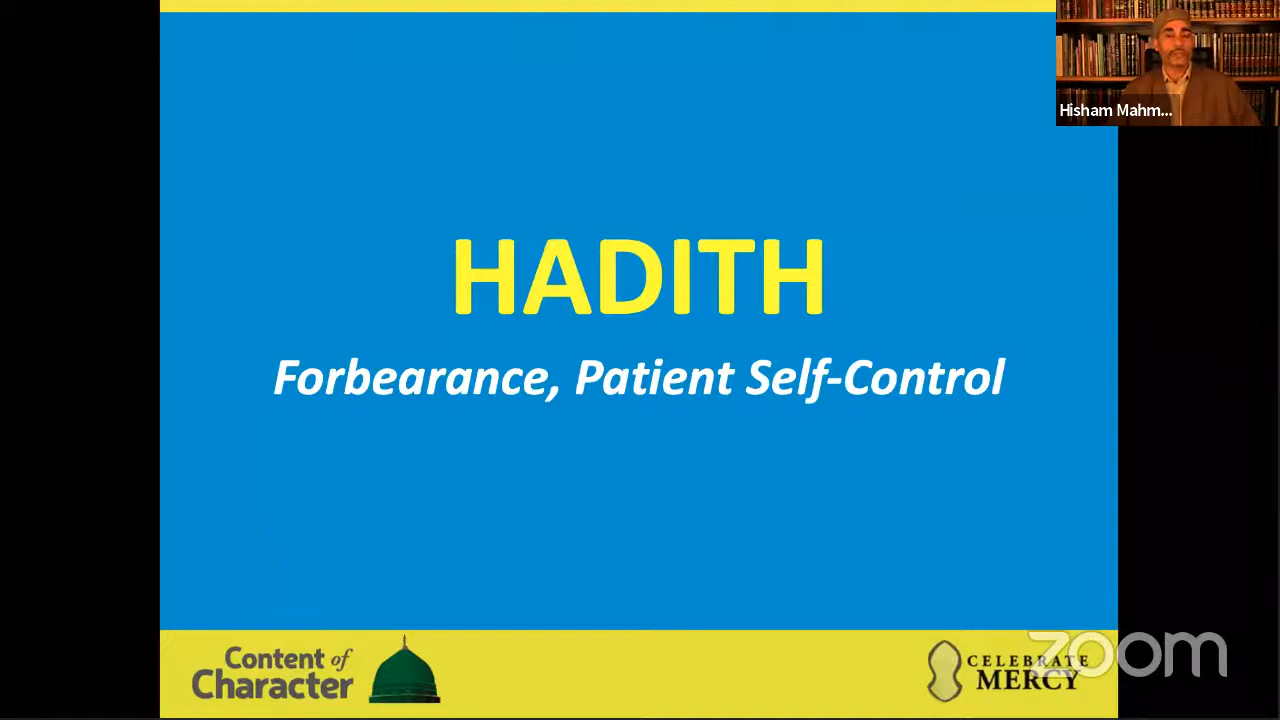 Hisham Mahm...
HADITH
Forbearance, Patient Self-Control
Content of
Character
CELEBRATE
MERCY
zoom